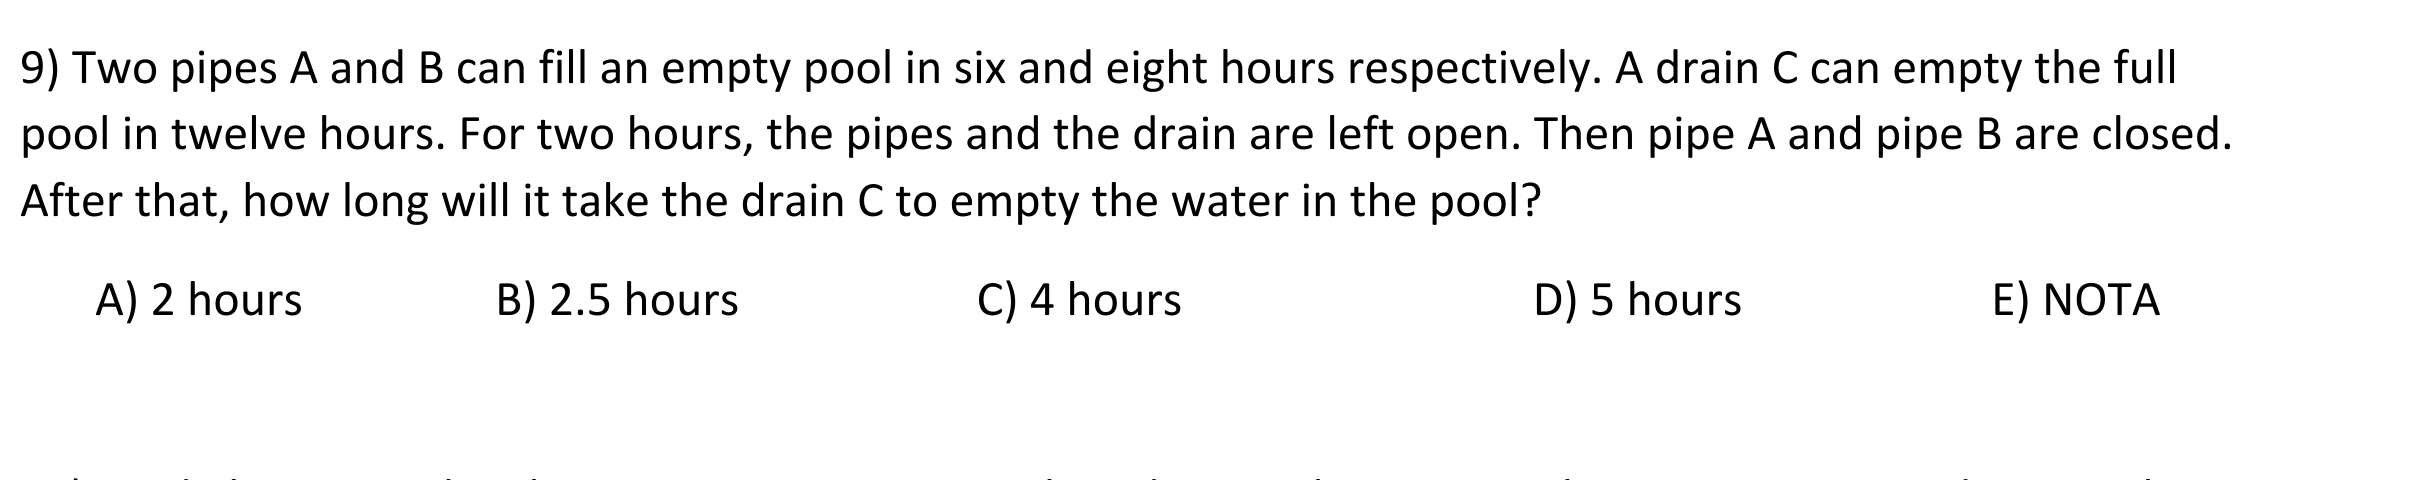 9) Two pipes A and B can fill an empty pool in six and eight hours respectively. A drain C can empty the full
pool in twelve hours. For two hours, the pipes and the drain are left open. Then pipe A and pipe B are closed.
After that, how long will it take the drain C to empty the water in the pool?
A) 2 hours B) 2.5 hours C) 4 hours D) 5 hours E) NOTA